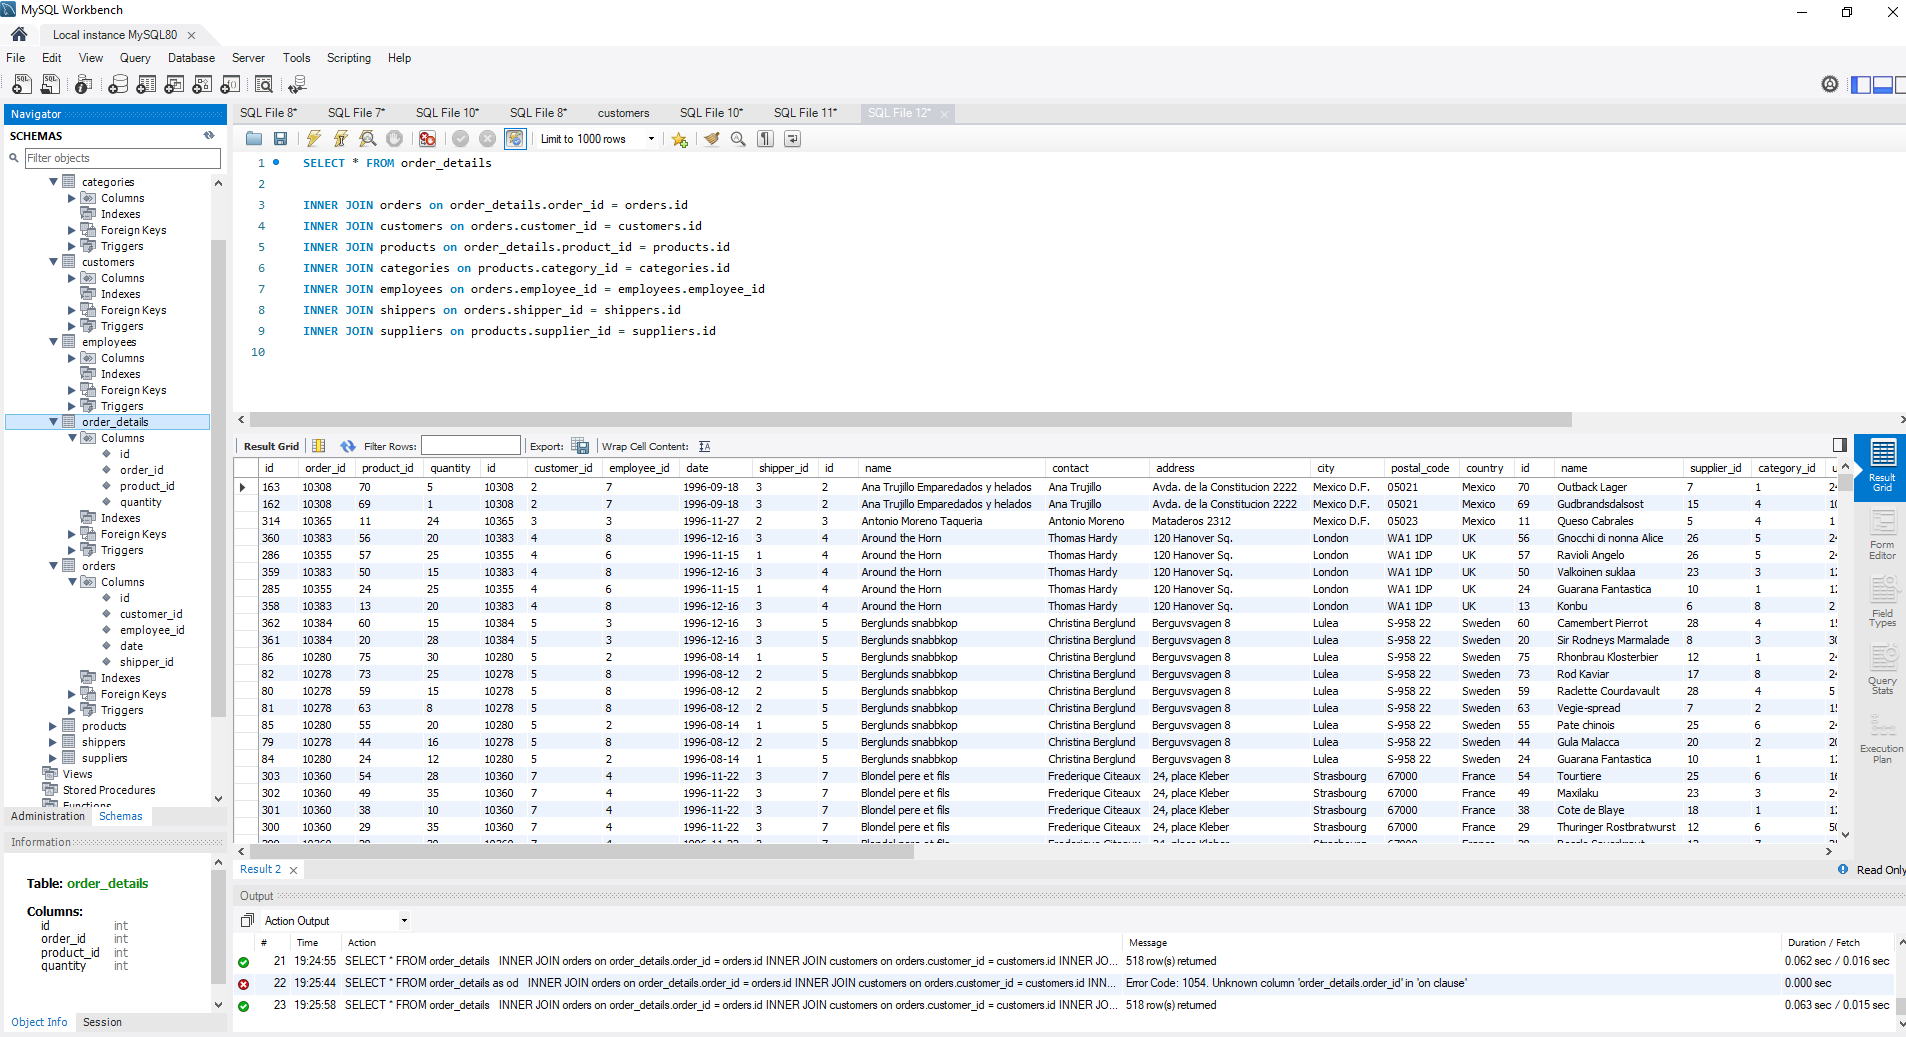 MySQL Workbench
Local instance MySQL80
File Edit View Query Database Server Tools Scripting Help
Navigator
SCHEMAS
Filter objects
categories
Columns
Indexes
Foreign Keys
Triggers
customers
Columns
Indexes
Foreign Keys
Triggers
employees
Columns
Indexes
Foreign Keys
Triggers
order_details
Columns
id
order_id
product_id
quantity
Indexes
Foreign Keys
Triggers
orders
Columns
id
customer_id
employee_id
date
shipper_id
Indexes
Foreign Keys
Triggers
products
shippers
suppliers
Views
Stored Procedures
Functions
Administration Schemas
Information
Table: order_details
Columns:
id int
order_id int
product_id int
quantity int
Object Info Session
SQL File 8* SQL File 7* SQL File 10* SQL File 8* customers SQL File 10* SQL File 11* SQL File 12*
Limit to 1000 rows
1 SELECT * FROM order_details
2
3 INNER JOIN orders on order_details.order_id = orders.id
4 INNER JOIN customers on orders.customer_id = customers.id
5 INNER JOIN products on order_details.product_id = products.id
6 INNER JOIN categories on products.category_id = categories.id
7 INNER JOIN employees on orders.employee_id = employees.employee_id
8 INNER JOIN shippers on orders.shipper_id = shippers.id
9 INNER JOIN suppliers on products.supplier_id = suppliers.id
10
Result Grid Filter Rows: Export: Wrap Cell Content:
id order_id product_id quantity id customer_id employee_id date shipper_id id name contact address city postal_code country id name supplier_id category_id u
163 10308 70 5 10308 2 7 1996-09-18 3 2 Ana Trujillo Emparedados y helados Ana Trujillo Avda. de la Constitucion 2222 Mexico D.F. 05021 Mexico 70 Outback Lager 7 1
162 10308 69 1 10308 2 7 1996-09-18 3 2 Ana Trujillo Emparedados y helados Ana Trujillo Avda. de la Constitucion 2222 Mexico D.F. 05021 Mexico 69 Gudbrandsdalsost 15 4
314 10365 11 24 10365 3 3 1996-11-27 2 3 Antonio Moreno Taqueria Antonio Moreno Mataderos 2312 Mexico D.F. 05023 Mexico 11 Queso Cabrales 5 4 1
360 10383 56 20 10383 4 8 1996-12-16 3 4 Around the Horn Thomas Hardy 120 Hanover Sq. London WA1 1DP UK 56 Gnocchi di nonna Alice 26 5
286 10355 57 25 10355 4 6 1996-11-15 1 4 Around the Horn Thomas Hardy 120 Hanover Sq. London WA1 1DP UK 57 Ravioli Angelo 26 5
359 10383 50 15 10383 4 8 1996-12-16 3 4 Around the Horn Thomas Hardy 120 Hanover Sq. London WA1 1DP UK 50 Valkoinen suklaa 23 3
285 10355 24 25 10355 4 6 1996-11-15 1 4 Around the Horn Thomas Hardy 120 Hanover Sq. London WA1 1DP UK 24 Guarana Fantastica 10 1
358 10383 13 20 10383 4 8 1996-12-16 3 4 Around the Horn Thomas Hardy 120 Hanover Sq. London WA1 1DP UK 13 Konbu 6 8 2
362 10384 60 15 10384 5 3 1996-12-16 3 5 Berglunds snabbkop Christina Berglund Berguvsvagen 8 Lulea S-958 22 Sweden 60 Camembert Pierrot 28 4
361 10384 20 28 10384 5 3 1996-12-16 3 5 Berglunds snabbkop Christina Berglund Berguvsvagen 8 Lulea S-958 22 Sweden 20 Sir Rodneys Marmalade 8 3 30
86 10280 75 30 10280 5 2 1996-08-14 1 5 Berglunds snabbkop Christina Berglund Berguvsvagen 8 Lulea S-958 22 Sweden 75 Rhonbrau Klosterbier 12 1
82 10278 73 25 10278 5 8 1996-08-12 2 5 Berglunds snabbkop Christina Berglund Berguvsvagen 8 Lulea S-958 22 Sweden 73 Rod Kaviar 17 8
80 10278 59 15 10278 5 8 1996-08-12 2 5 Berglunds snabbkop Christina Berglund Berguvsvagen 8 Lulea S-958 22 Sweden 59 Raclette Courdavault 28 4 5
81 10278 63 8 10278 5 8 1996-08-12 2 5 Berglunds snabbkop Christina Berglund Berguvsvagen 8 Lulea S-958 22 Sweden 63 Vegie-spread 7 2
85 10280 55 20 10280 5 2 1996-08-14 1 5 Berglunds snabbkop Christina Berglund Berguvsvagen 8 Lulea S-958 22 Sweden 55 Pate chinois 25 6
79 10278 44 16 10278 5 8 1996-08-12 2 5 Berglunds snabbkop Christina Berglund Berguvsvagen 8 Lulea S-958 22 Sweden 44 Gula Malacca 20 2
84 10280 24 12 10280 5 2 1996-08-14 1 5 Berglunds snabbkop Christina Berglund Berguvsvagen 8 Lulea S-958 22 Sweden 24 Guarana Fantastica 10 1
303 10360 54 28 10360 7 4 1996-11-22 3 7 Blondel pere et fils Frederique Citeaux 24, place Kleber Strasbourg 67000 France 54 Tourtiere 25 6
302 10360 49 35 10360 7 4 1996-11-22 3 7 Blondel pere et fils Frederique Citeaux 24, place Kleber Strasbourg 67000 France 49 Maxilaku 23 3
301 10360 38 10 10360 7 4 1996-11-22 3 7 Blondel pere et fils Frederique Citeaux 24, place Kleber Strasbourg 67000 France 38 Cote de Blaye 18 1
300 10360 29 35 10360 7 4 1996-11-22 3 7 Blondel pere et fils Frederique Citeaux 24, place Kleber Strasbourg 67000 France 29 Thuringer Rostbratwurst 12 6
Result Grid
Form Editor
Field Types
Query Stats
Execution Plan
Result 2
Read Only
Output
Action Output
# Time Action Message Duration / Fetch
21 19:24:55 SELECT * FROM order_details INNER JOIN orders on order_details.order_id = orders.id INNER JOIN customers on orders.customer_id = customers.id INNER JO... 518 row(s) returned 0.062 sec / 0.016 sec
22 19:25:44 SELECT * FROM order_details as od INNER JOIN orders on order_details.order_id = orders.id INNER JOIN customers on orders.customer_id = customers.id INN... Error Code: 1054. Unknown column 'order_details.order_id' in 'on clause' 0.000 sec
23 19:25:58 SELECT * FROM order_details INNER JOIN orders on order_details.order_id = orders.id INNER JOIN customers on orders.customer_id = customers.id INNER JO... 518 row(s) returned 0.063 sec / 0.015 sec